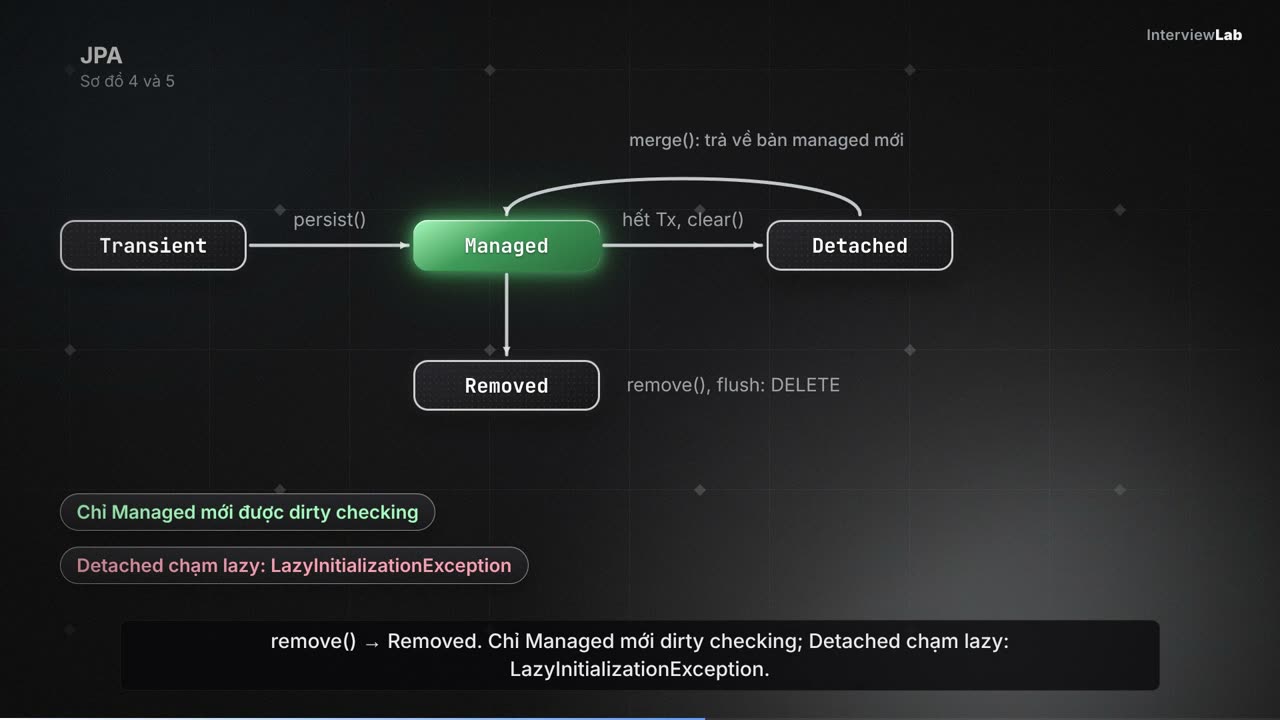 JPA
Sơ đồ 4 và 5
InterviewLab
merge(): trả về bản managed mới
persist()
hết Tx, clear()
Transient
Managed
Detached
Removed
remove(), flush: DELETE
Chỉ Managed mới được dirty checking
Detached chạm lazy: LazyInitializationException
remove() → Removed. Chỉ Managed mới dirty checking; Detached chạm lazy:
LazyInitializationException.